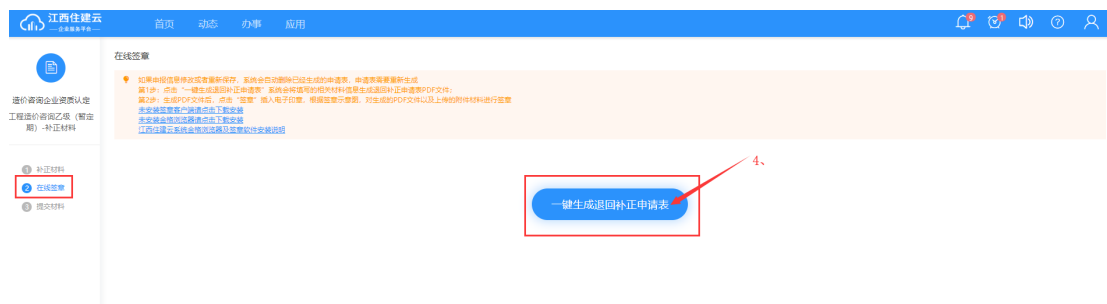 江西住建云
企业服务平台
首页 动态 办事 应用
9
1
造价咨询企业资质认定
工程造价咨询乙级（暂定
期）-补正材料
1 补正材料
2 在线签章
3 提交材料
在线签章
如果申报信息修改或者重新保存，系统会自动删除已经生成的申请表，申请表需要重新生成
第1步：点击“一键生成退回补正申请表”系统会将填写的相关材料信息生成退回补正申请表PDF文件；
第2步：生成PDF文件后，点击“签章”插入电子印章，根据签章示意图，对生成的PDF文件以及上传的附件材料进行签章
未安装签章客户端请点击下载安装
未安装金格浏览器请点击下载安装
江西住建云系统金格浏览器及签章软件安装说明
4、
一键生成退回补正申请表